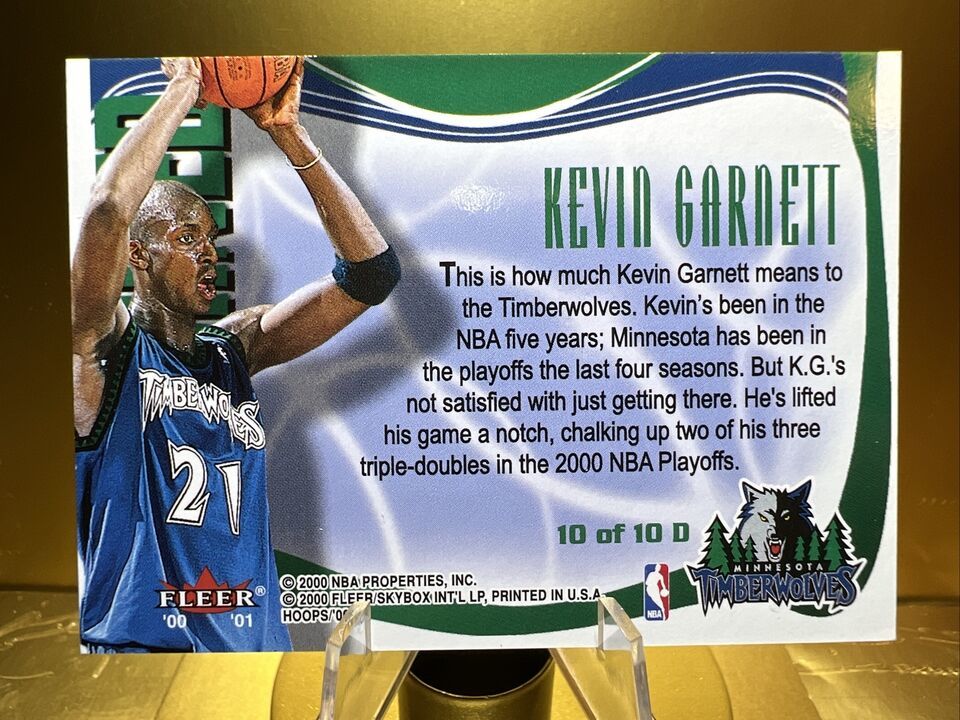 KEVIN GARNETT
This is how much Kevin Garnett means to
the Timberwolves. Kevin's been in the
NBA five years; Minnesota has been in
the playoffs the last four seasons. But K.G.'s
not satisfied with just getting there. He's lifted
his game a notch, chalking up two of his three
triple-doubles in the 2000 NBA Playoffs.
10 of 10 D
TIMBERWOLVES
21
MINNESOTA
TIMBERWOLVES
NBA
FLEER®
'00 '01
© 2000 NBA PROPERTIES, INC.
© 2000 FLEER/SKYBOX INT'L LP, PRINTED IN U.S.A.
HOOPS/